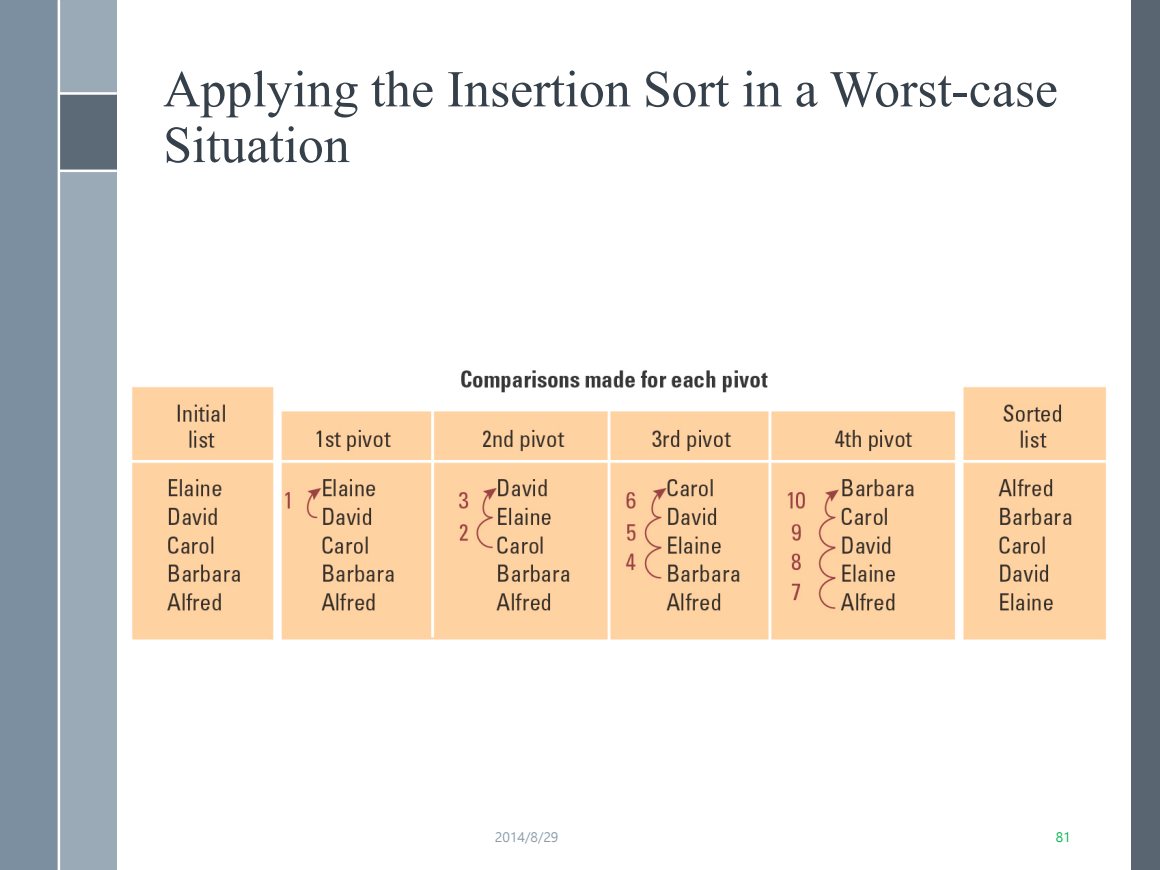 Applying the Insertion Sort in a Worst-case
Situation
Comparisons made for each pivot
Initial
list
1st pivot
2nd pivot
3rd pivot
4th pivot
Sorted
list
Elaine
David
Carol
Barbara
Alfred
1
Elaine
David
Carol
Barbara
Alfred
3
2
David
Elaine
Carol
Barbara
Alfred
6
5
4
Carol
David
Elaine
Barbara
Alfred
10
9
8
7
Barbara
Carol
David
Elaine
Alfred
Alfred
Barbara
Carol
David
Elaine
2014/8/29
81